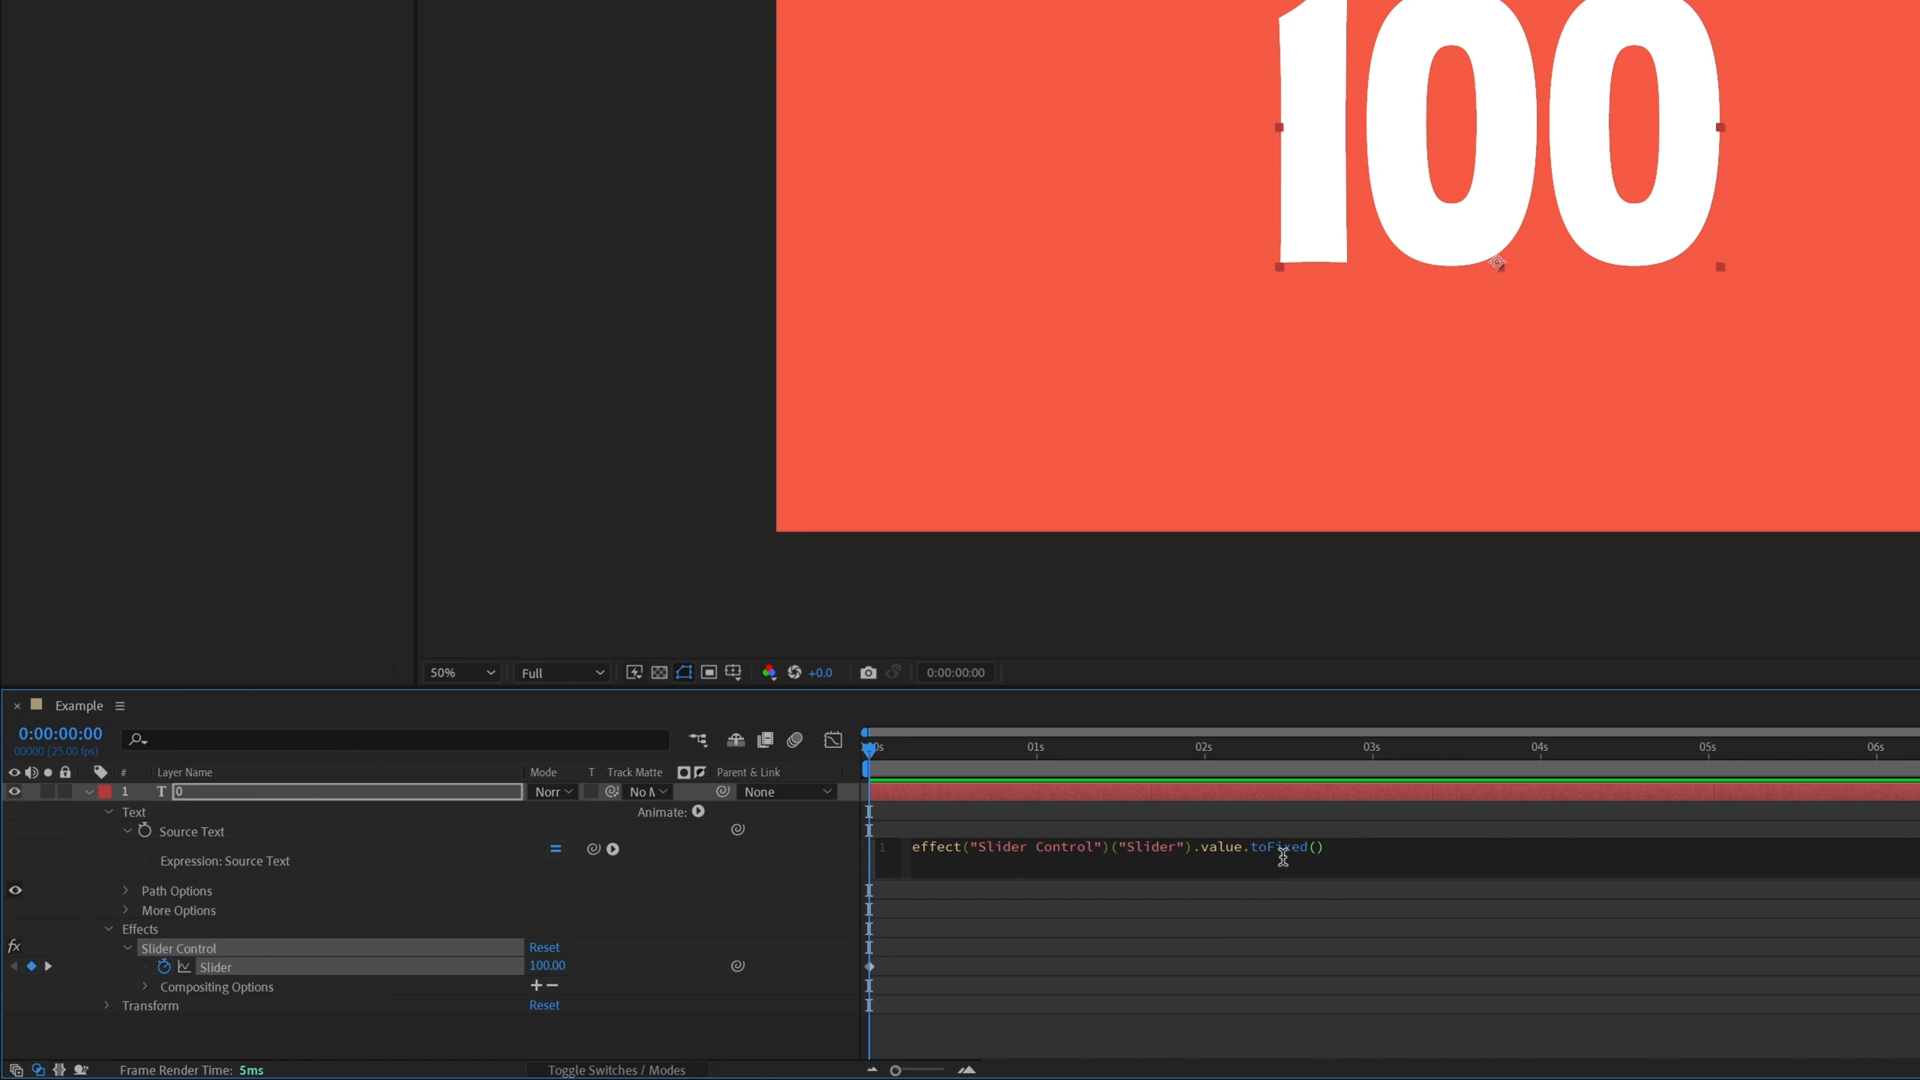 100
50%
Full
+0.0
0:00:00:00
× Example
0:00:00:00
00000 (25.00 fps)
01s
02s
03s
04s
05s
06s
# Layer Name
Mode
T Track Matte
Parent & Link
1 T 0
Norr
No
None
Text
Animate:
Source Text
Expression: Source Text
1 effect("Slider Control")("Slider").value.toFixed()
Path Options
More Options
Effects
fx Slider Control
Reset
Slider
100.00
Compositing Options
+−
Transform
Reset
Frame Render Time: 5ms
Toggle Switches / Modes